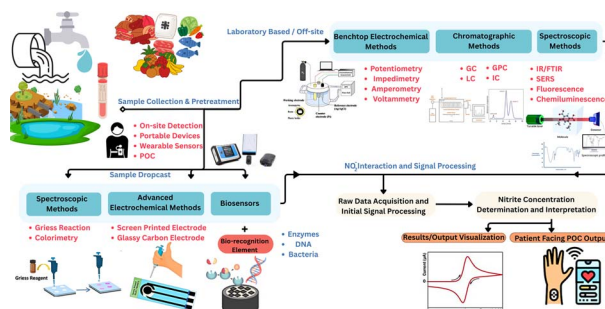 Laboratory Based / Off-site
Benchtop Electrochemical
Methods
Chromatographic
Methods
Spectroscopic
Methods
• Potentiometry
• Impedimetry
• Amperometry
• Voltammetry
• GC
• LC
• GPC
• IC
• IR/FTIR
• SERS
• Fluorescence
• Chemiluminescence
Sample Collection & Pretreatment
• On-site Detection
• Portable Devices
• Wearable Sensors
• POC
Sample Dropcast
Spectroscopic
Methods
Advanced
Electrochemical Methods
Biosensors
• Griess Reaction
• Colorimetry
• Screen Printed Electrode
• Glassy Carbon Electrode
+
Bio-recognition
Element
• Enzymes
• DNA
• Bacteria
Griess Reagent
NO2 Interaction and Signal Processing
Raw Data Acquisition and
Initial Signal Processing
Nitrite Concentration
Determination and Interpretation
Results/Output Visualization
Patient Facing POC Output
Current (µA)